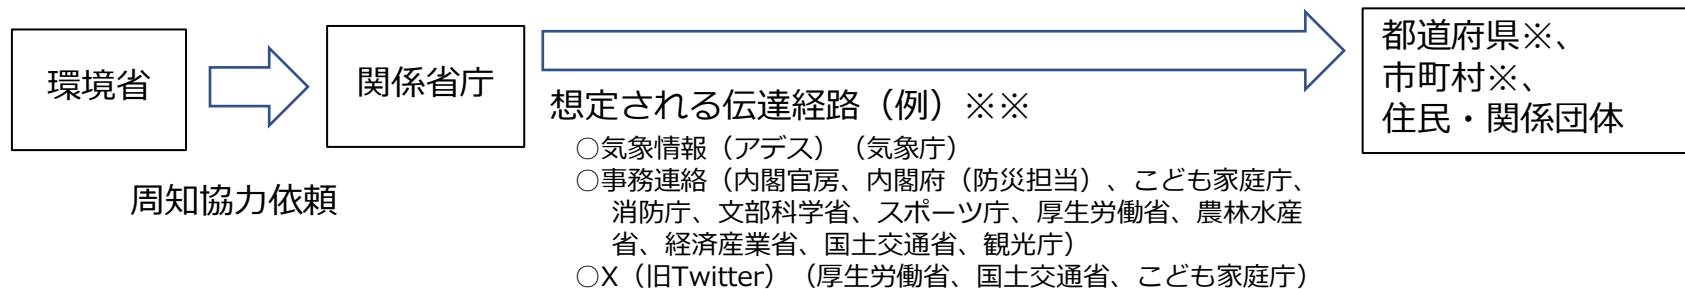 環境省
関係省庁
周知協力依頼
想定される伝達経路（例）※※
○気象情報（アデス）（気象庁）
○事務連絡（内閣官房、内閣府（防災担当）、こども家庭庁、
消防庁、文部科学省、スポーツ庁、厚生労働省、農林水産
省、経済産業省、国土交通省、観光庁）
○X（旧Twitter）（厚生労働省、国土交通省、こども家庭庁）
都道府県※、
市町村※、
住民・関係団体